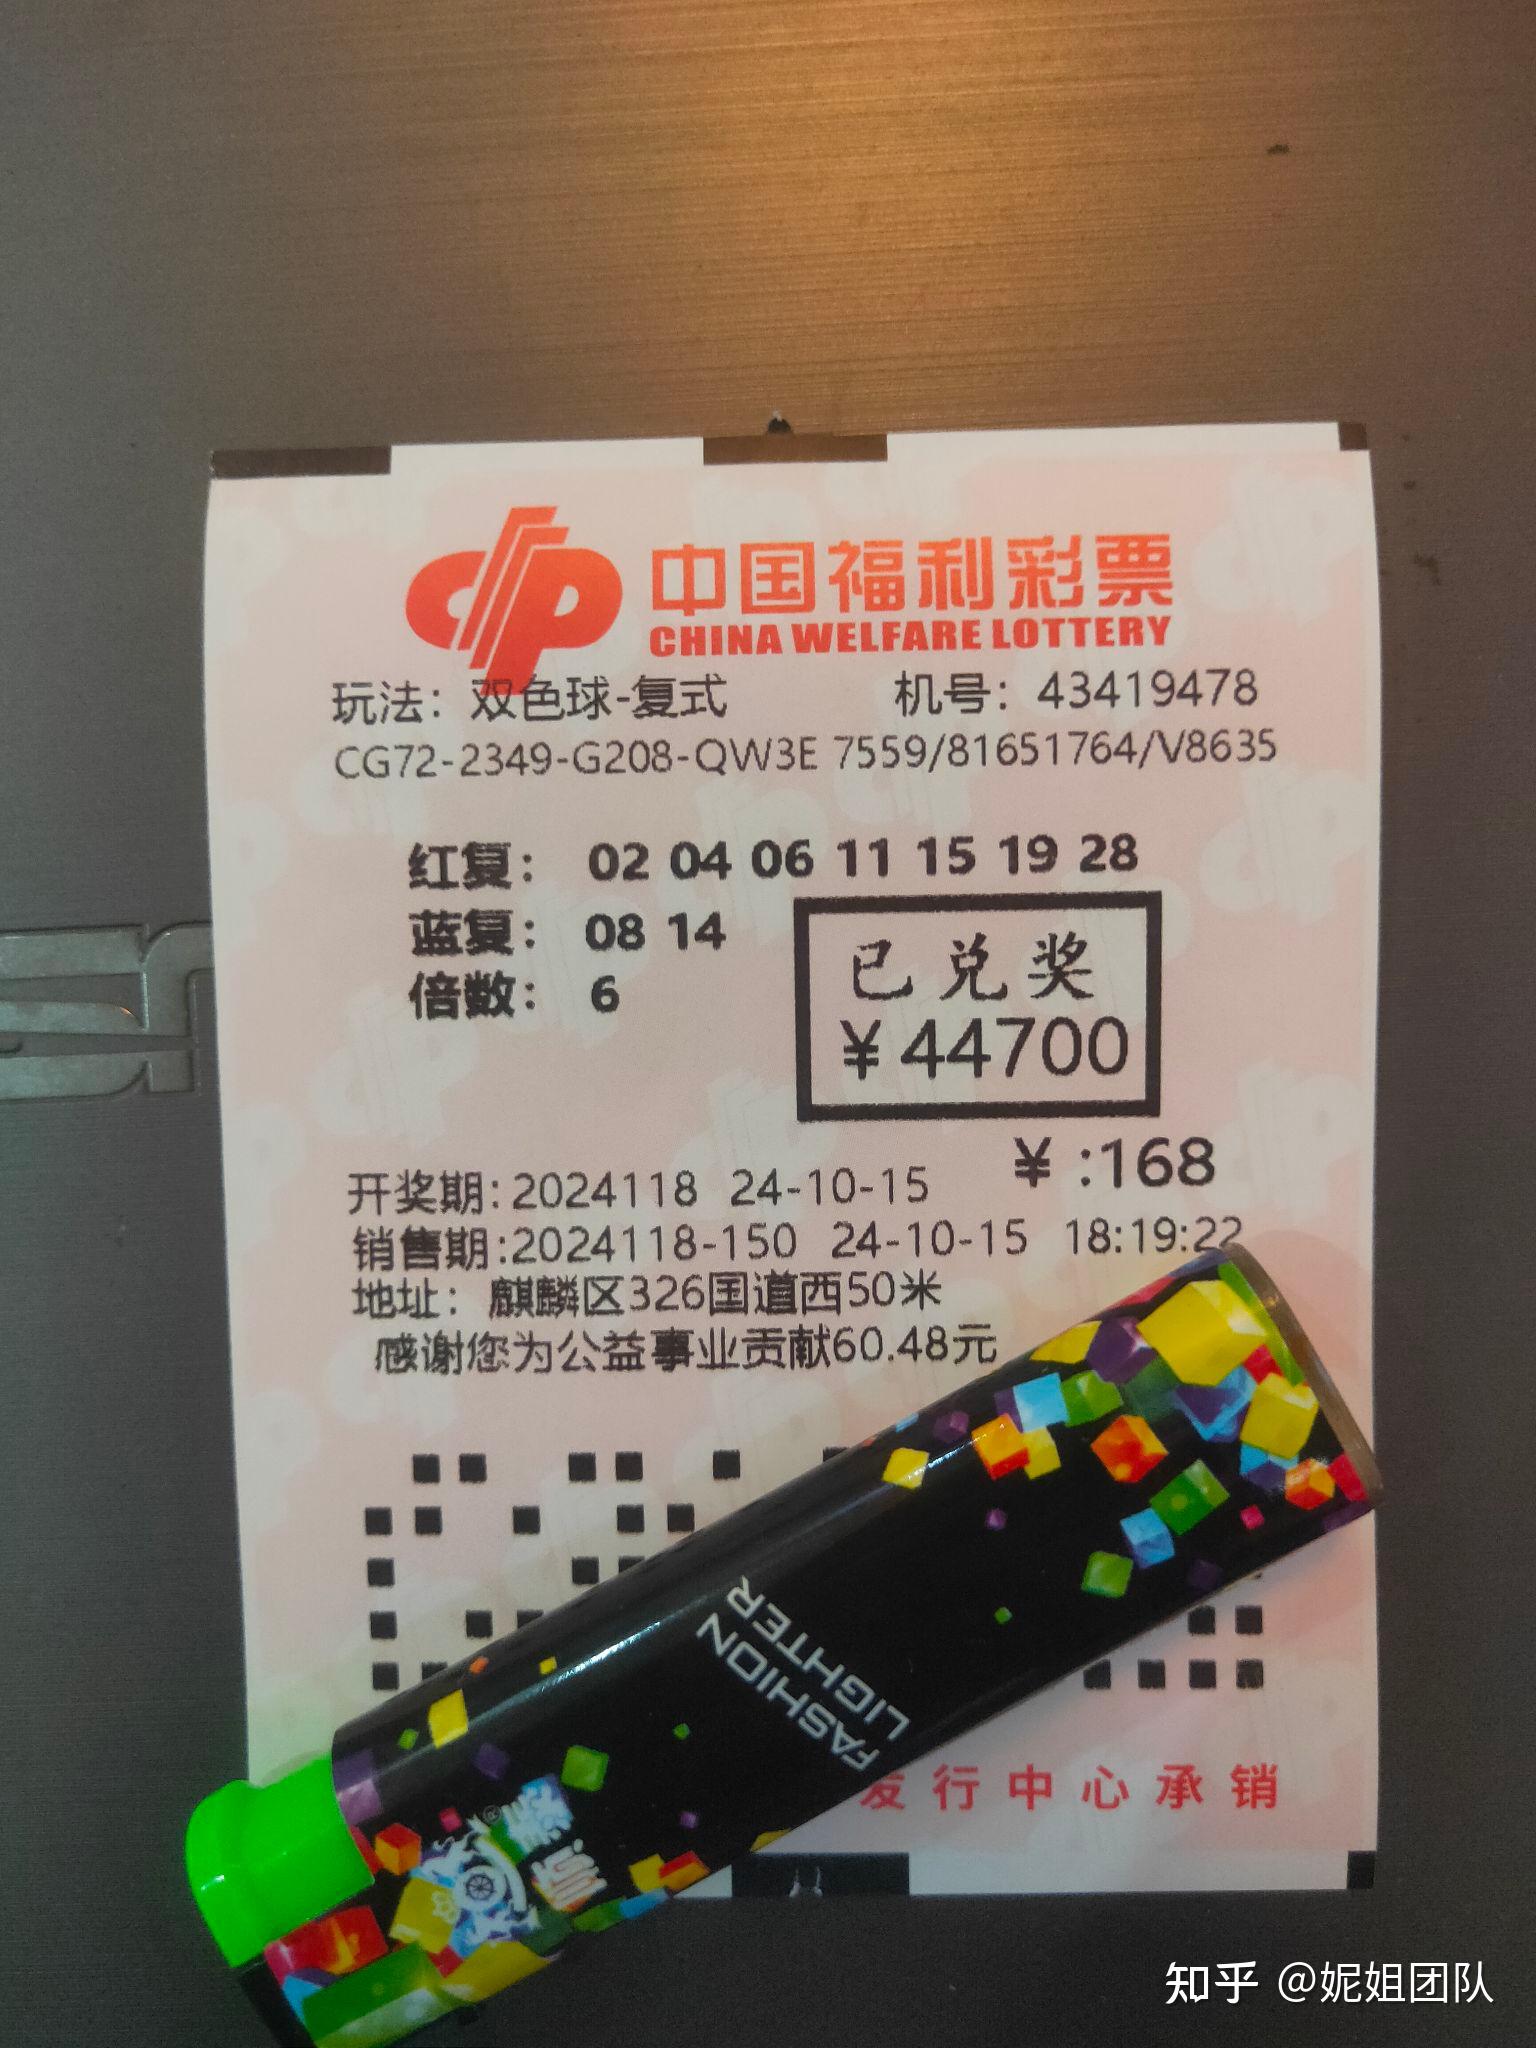 中国福利彩票
CHINA WELFARE LOTTERY
玩法：双色球-复式 机号：43419478
CG72-2349-G208-QW3E 7559/81651764/V8635
红复： 02 04 06 11 15 19 28
蓝复： 08 14
倍数： 6
已兑奖
¥44700
¥:168
开奖期:2024118 24-10-15
销售期:2024118-150 24-10-15 18:19:22
地址：麒麟区326国道西50米
感谢您为公益事业贡献60.48元
FASHION
LIGHTER
发行中心承销
知乎 @妮姐团队